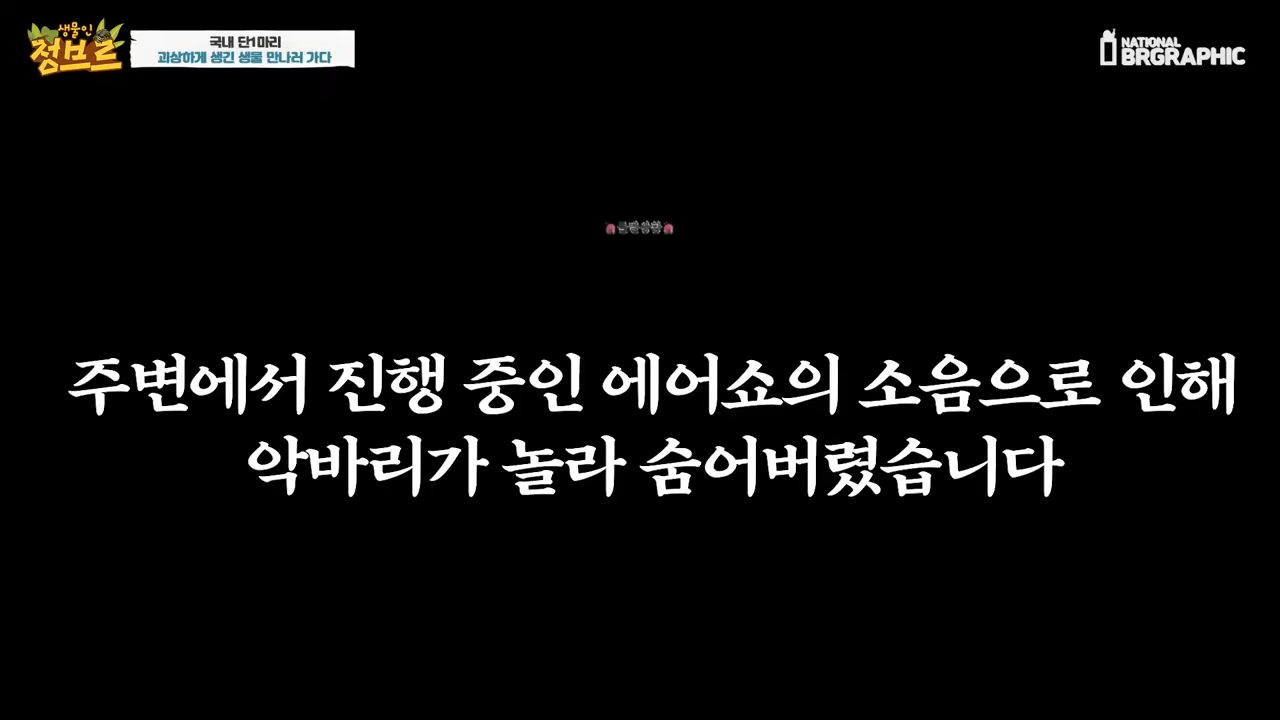 생물인
정브르
국내 단1마리
괴상하게 생긴 생물 만나러 가다
NATIONAL
BRGRAPHIC
주변에서 진행 중인 에어쇼의 소음으로 인해
악바리가 놀라 숨어버렸습니다